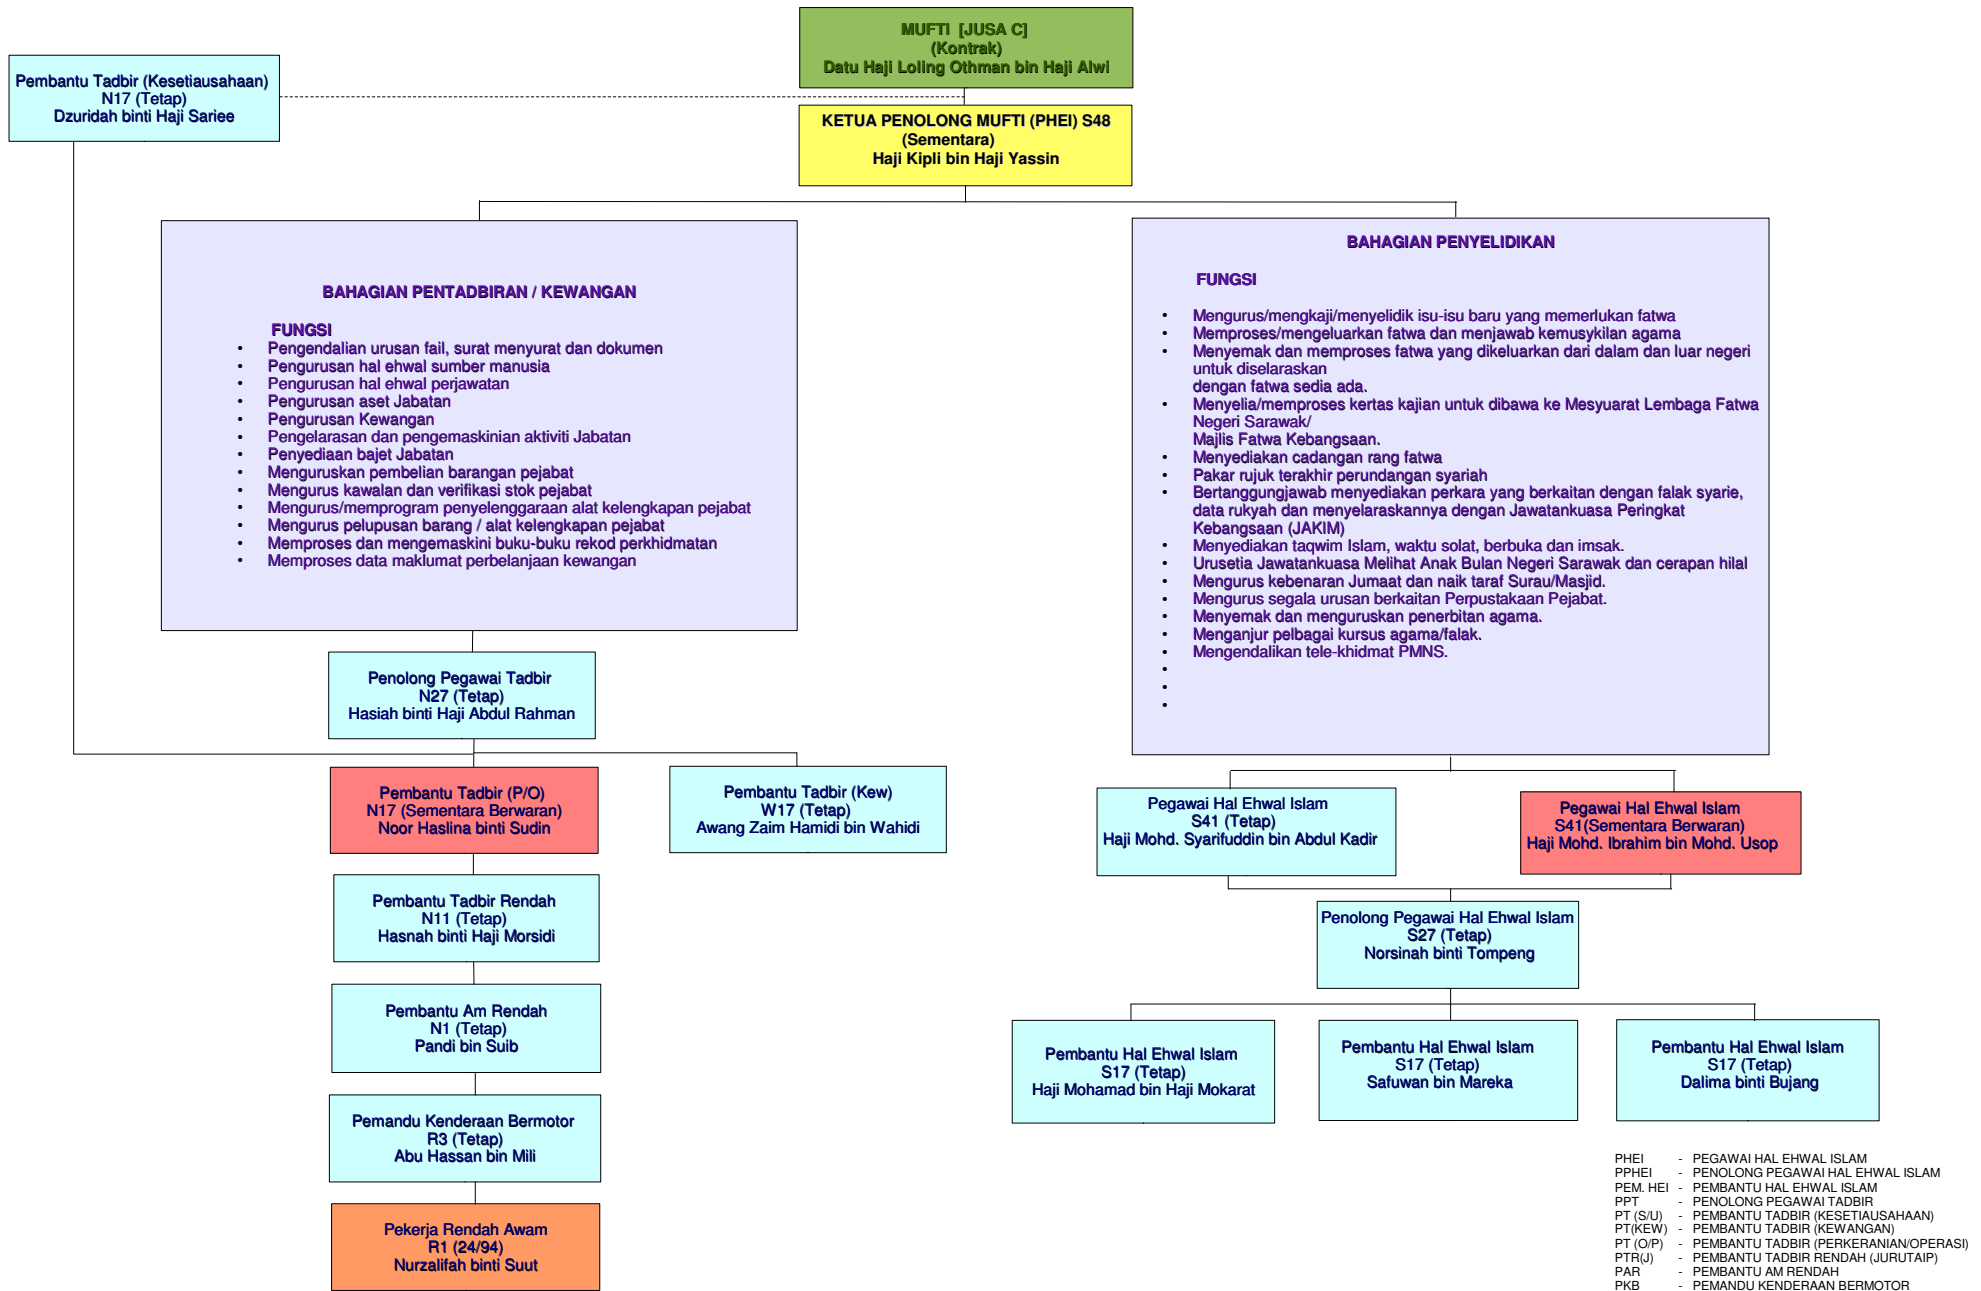 MUFTI [JUSA C]
(Kontrak)
Datu Haji Loling Othman bin Haji Alwi
Pembantu Tadbir (Kesetiausahaan)
N17 (Tetap)
Dzuridah binti Haji Sariee
KETUA PENOLONG MUFTI (PHEI) S48
(Sementara)
Haji Kipli bin Haji Yassin
BAHAGIAN PENTADBIRAN / KEWANGAN
FUNGSI
• Pengendalian urusan fail, surat menyurat dan dokumen
• Pengurusan hal ehwal sumber manusia
• Pengurusan hal ehwal perjawatan
• Pengurusan aset Jabatan
• Pengurusan Kewangan
• Pengelarasan dan pengemaskinian aktiviti Jabatan
• Penyediaan bajet Jabatan
• Menguruskan pembelian barangan pejabat
• Mengurus kawalan dan verifikasi stok pejabat
• Mengurus/memprogram penyelenggaraan alat kelengkapan pejabat
• Mengurus pelupusan barang / alat kelengkapan pejabat
• Memproses dan mengemaskini buku-buku rekod perkhidmatan
• Memproses data maklumat perbelanjaan kewangan
BAHAGIAN PENYELIDIKAN
FUNGSI
• Mengurus/mengkaji/menyelidik isu-isu baru yang memerlukan fatwa
• Memproses/mengeluarkan fatwa dan menjawab kemusykilan agama
• Menyemak dan memproses fatwa yang dikeluarkan dari dalam dan luar negeri
untuk diselaraskan
dengan fatwa sedia ada.
• Menyelia/memproses kertas kajian untuk dibawa ke Mesyuarat Lembaga Fatwa
Negeri Sarawak/
Majlis Fatwa Kebangsaan.
• Menyediakan cadangan rang fatwa
• Pakar rujuk terakhir perundangan syariah
• Bertanggungjawab menyediakan perkara yang berkaitan dengan falak syarie,
data rukyah dan menyelaraskannya dengan Jawatankuasa Peringkat
Kebangsaan (JAKIM)
• Menyediakan taqwim Islam, waktu solat, berbuka dan imsak.
• Urusetia Jawatankuasa Melihat Anak Bulan Negeri Sarawak dan cerapan hilal
• Mengurus kebenaran Jumaat dan naik taraf Surau/Masjid.
• Mengurus segala urusan berkaitan Perpustakaan Pejabat.
• Menyemak dan menguruskan penerbitan agama.
• Menganjur pelbagai kursus agama/falak.
• Mengendalikan tele-khidmat PMNS.
•
•
•
Penolong Pegawai Tadbir
N27 (Tetap)
Hasiah binti Haji Abdul Rahman
Pembantu Tadbir (P/O)
N17 (Sementara Berwaran)
Noor Haslina binti Sudin
Pembantu Tadbir (Kew)
W17 (Tetap)
Awang Zaim Hamidi bin Wahidi
Pembantu Tadbir Rendah
N11 (Tetap)
Hasnah binti Haji Morsidi
Pembantu Am Rendah
N1 (Tetap)
Pandi bin Suib
Pemandu Kenderaan Bermotor
R3 (Tetap)
Abu Hassan bin Mili
Pekerja Rendah Awam
R1 (24/94)
Nurzalifah binti Suut
Pegawai Hal Ehwal Islam
S41 (Tetap)
Haji Mohd. Syarifuddin bin Abdul Kadir
Pegawai Hal Ehwal Islam
S41(Sementara Berwaran)
Haji Mohd. Ibrahim bin Mohd. Usop
Penolong Pegawai Hal Ehwal Islam
S27 (Tetap)
Norsinah binti Tompeng
Pembantu Hal Ehwal Islam
S17 (Tetap)
Haji Mohamad bin Haji Mokarat
Pembantu Hal Ehwal Islam
S17 (Tetap)
Safuwan bin Mareka
Pembantu Hal Ehwal Islam
S17 (Tetap)
Dalima binti Bujang
PHEI - PEGAWAI HAL EHWAL ISLAM
PPHEI - PENOLONG PEGAWAI HAL EHWAL ISLAM
PEM. HEI - PEMBANTU HAL EHWAL ISLAM
PPT - PENOLONG PEGAWAI TADBIR
PT (S/U) - PEMBANTU TADBIR (KESETIAUSAHAAN)
PT(KEW) - PEMBANTU TADBIR (KEWANGAN)
PT (O/P) - PEMBANTU TADBIR (PERKERANIAN/OPERASI)
PTR(J) - PEMBANTU TADBIR RENDAH (JURUTAIP)
PAR - PEMBANTU AM RENDAH
PKB - PEMANDU KENDERAAN BERMOTOR